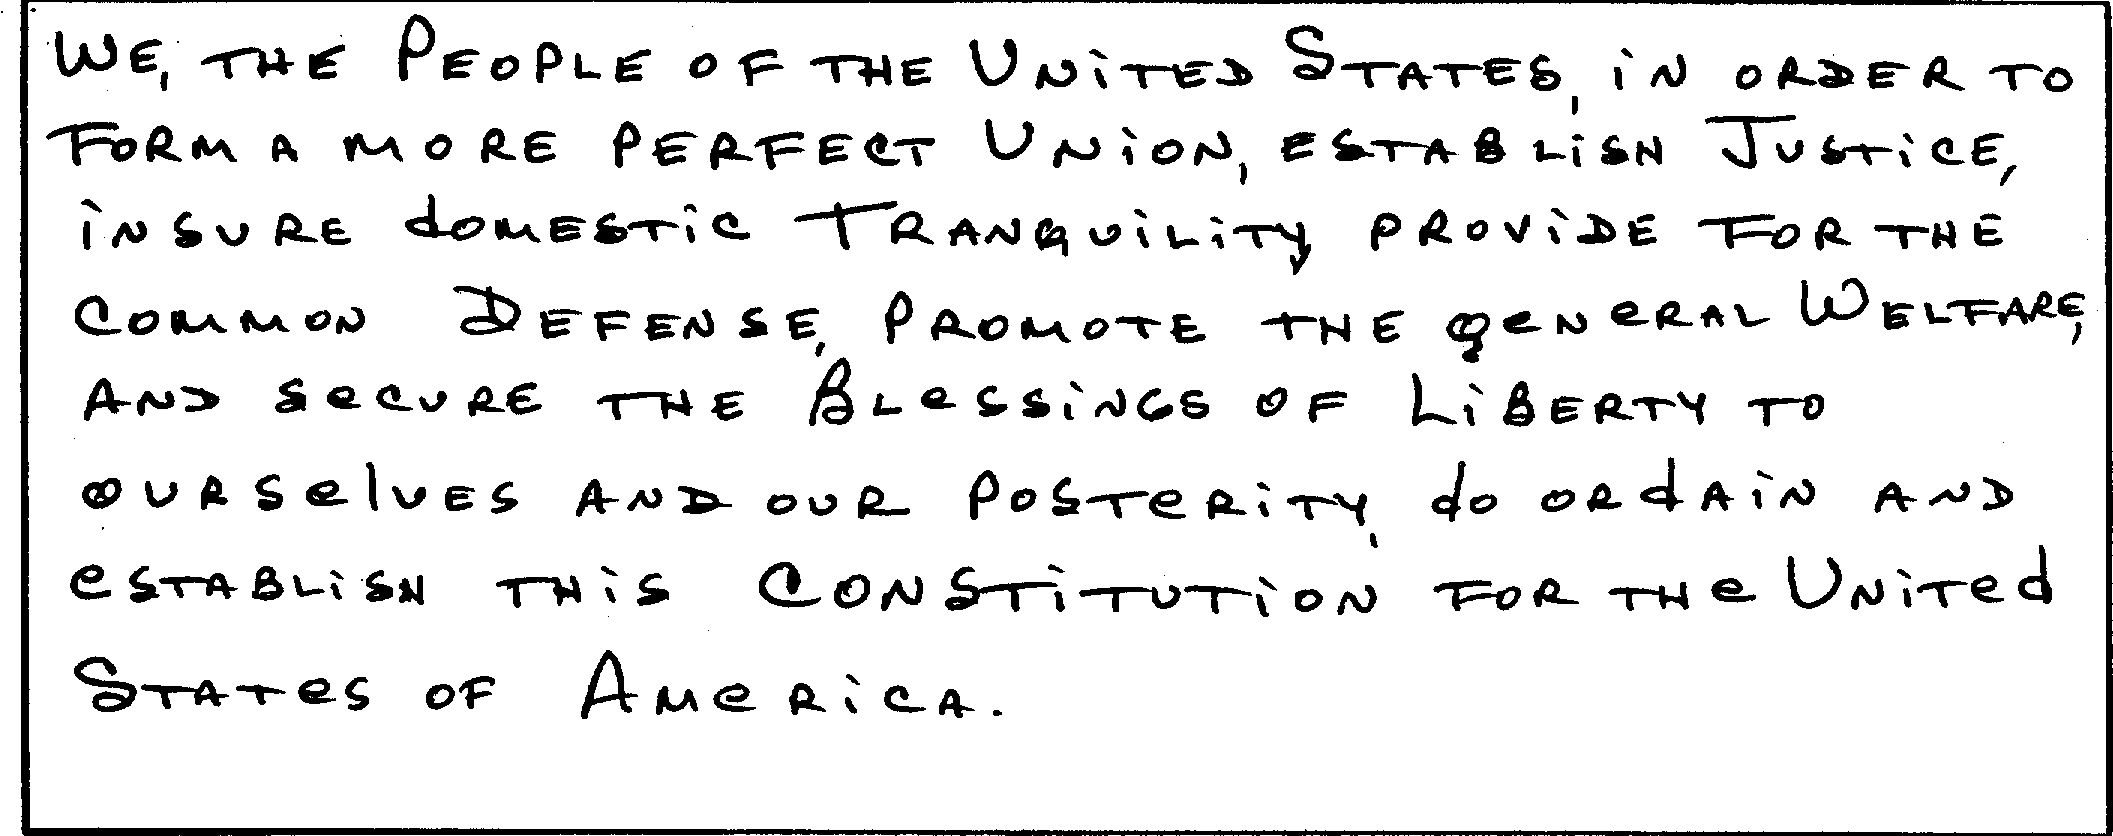 We, the People of the United States, in order to
form a more perfect Union, establish Justice,
insure domestic Tranquility provide for the
common Defense, promote the general Welfare,
and secure the Blessings of Liberty to
ourselves and our posterity, do ordain and
establish this Constitution for the United
States of America.